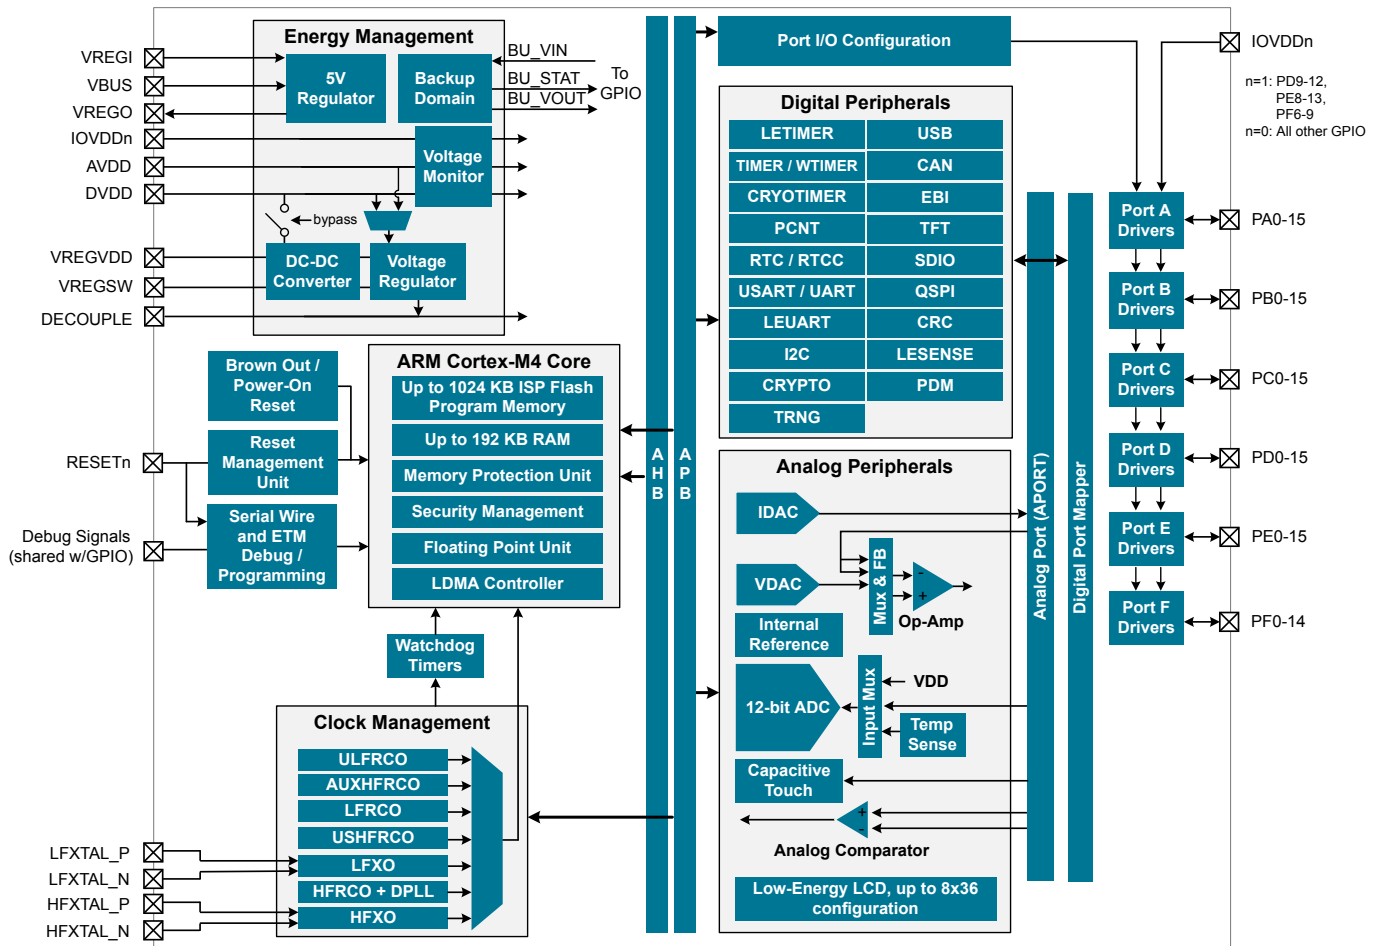 VREGI
VBUS
VREGO
IOVDDn
AVDD
DVDD
VREGVDD
VREGSW
DECOUPLE
Energy Management
5V
Regulator
Backup
Domain
BU_VIN
BU_STAT
BU_VOUT
To
GPIO
Voltage
Monitor
bypass
DC-DC
Converter
Voltage
Regulator
RESETn
Debug Signals
(shared w/GPIO)
Brown Out /
Power-On
Reset
Reset
Management
Unit
Serial Wire
and ETM
Debug /
Programming
ARM Cortex-M4 Core
Up to 1024 KB ISP Flash
Program Memory
Up to 192 KB RAM
Memory Protection Unit
Security Management
Floating Point Unit
LDMA Controller
Watchdog
Timers
Clock Management
ULFRCO
AUXHFRCO
LFRCO
USHFRCO
LFXO
HFRCO + DPLL
HFXO
LFXTAL_P
LFXTAL_N
HFXTAL_P
HFXTAL_N
A
H
B
A
P
B
Port I/O Configuration
Digital Peripherals
LETIMER
USB
TIMER / WTIMER
CAN
CRYOTIMER
EBI
PCNT
TFT
RTC / RTCC
SDIO
USART / UART
QSPI
LEUART
CRC
I2C
LESENSE
CRYPTO
PDM
TRNG
Analog Peripherals
IDAC
VDAC
Mux & FB
-
+
Op-Amp
Internal
Reference
12-bit ADC
Input Mux
VDD
Temp
Sense
Capacitive
Touch
+
-
Analog Comparator
Low-Energy LCD, up to 8x36
configuration
Analog Port (APORT)
Digital Port Mapper
IOVDDn
n=1: PD9-12,
PE8-13,
PF6-9
n=0: All other GPIO
Port A
Drivers
PA0-15
Port B
Drivers
PB0-15
Port C
Drivers
PC0-15
Port D
Drivers
PD0-15
Port E
Drivers
PE0-15
Port F
Drivers
PF0-14